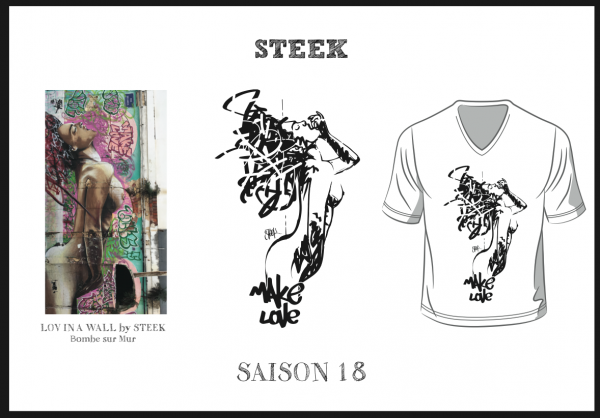 STEEK
MAKE
LOVE
MAKE
LOVE
LOV IN A WALL by STEEK
Bombe sur Mur
SAISON 18